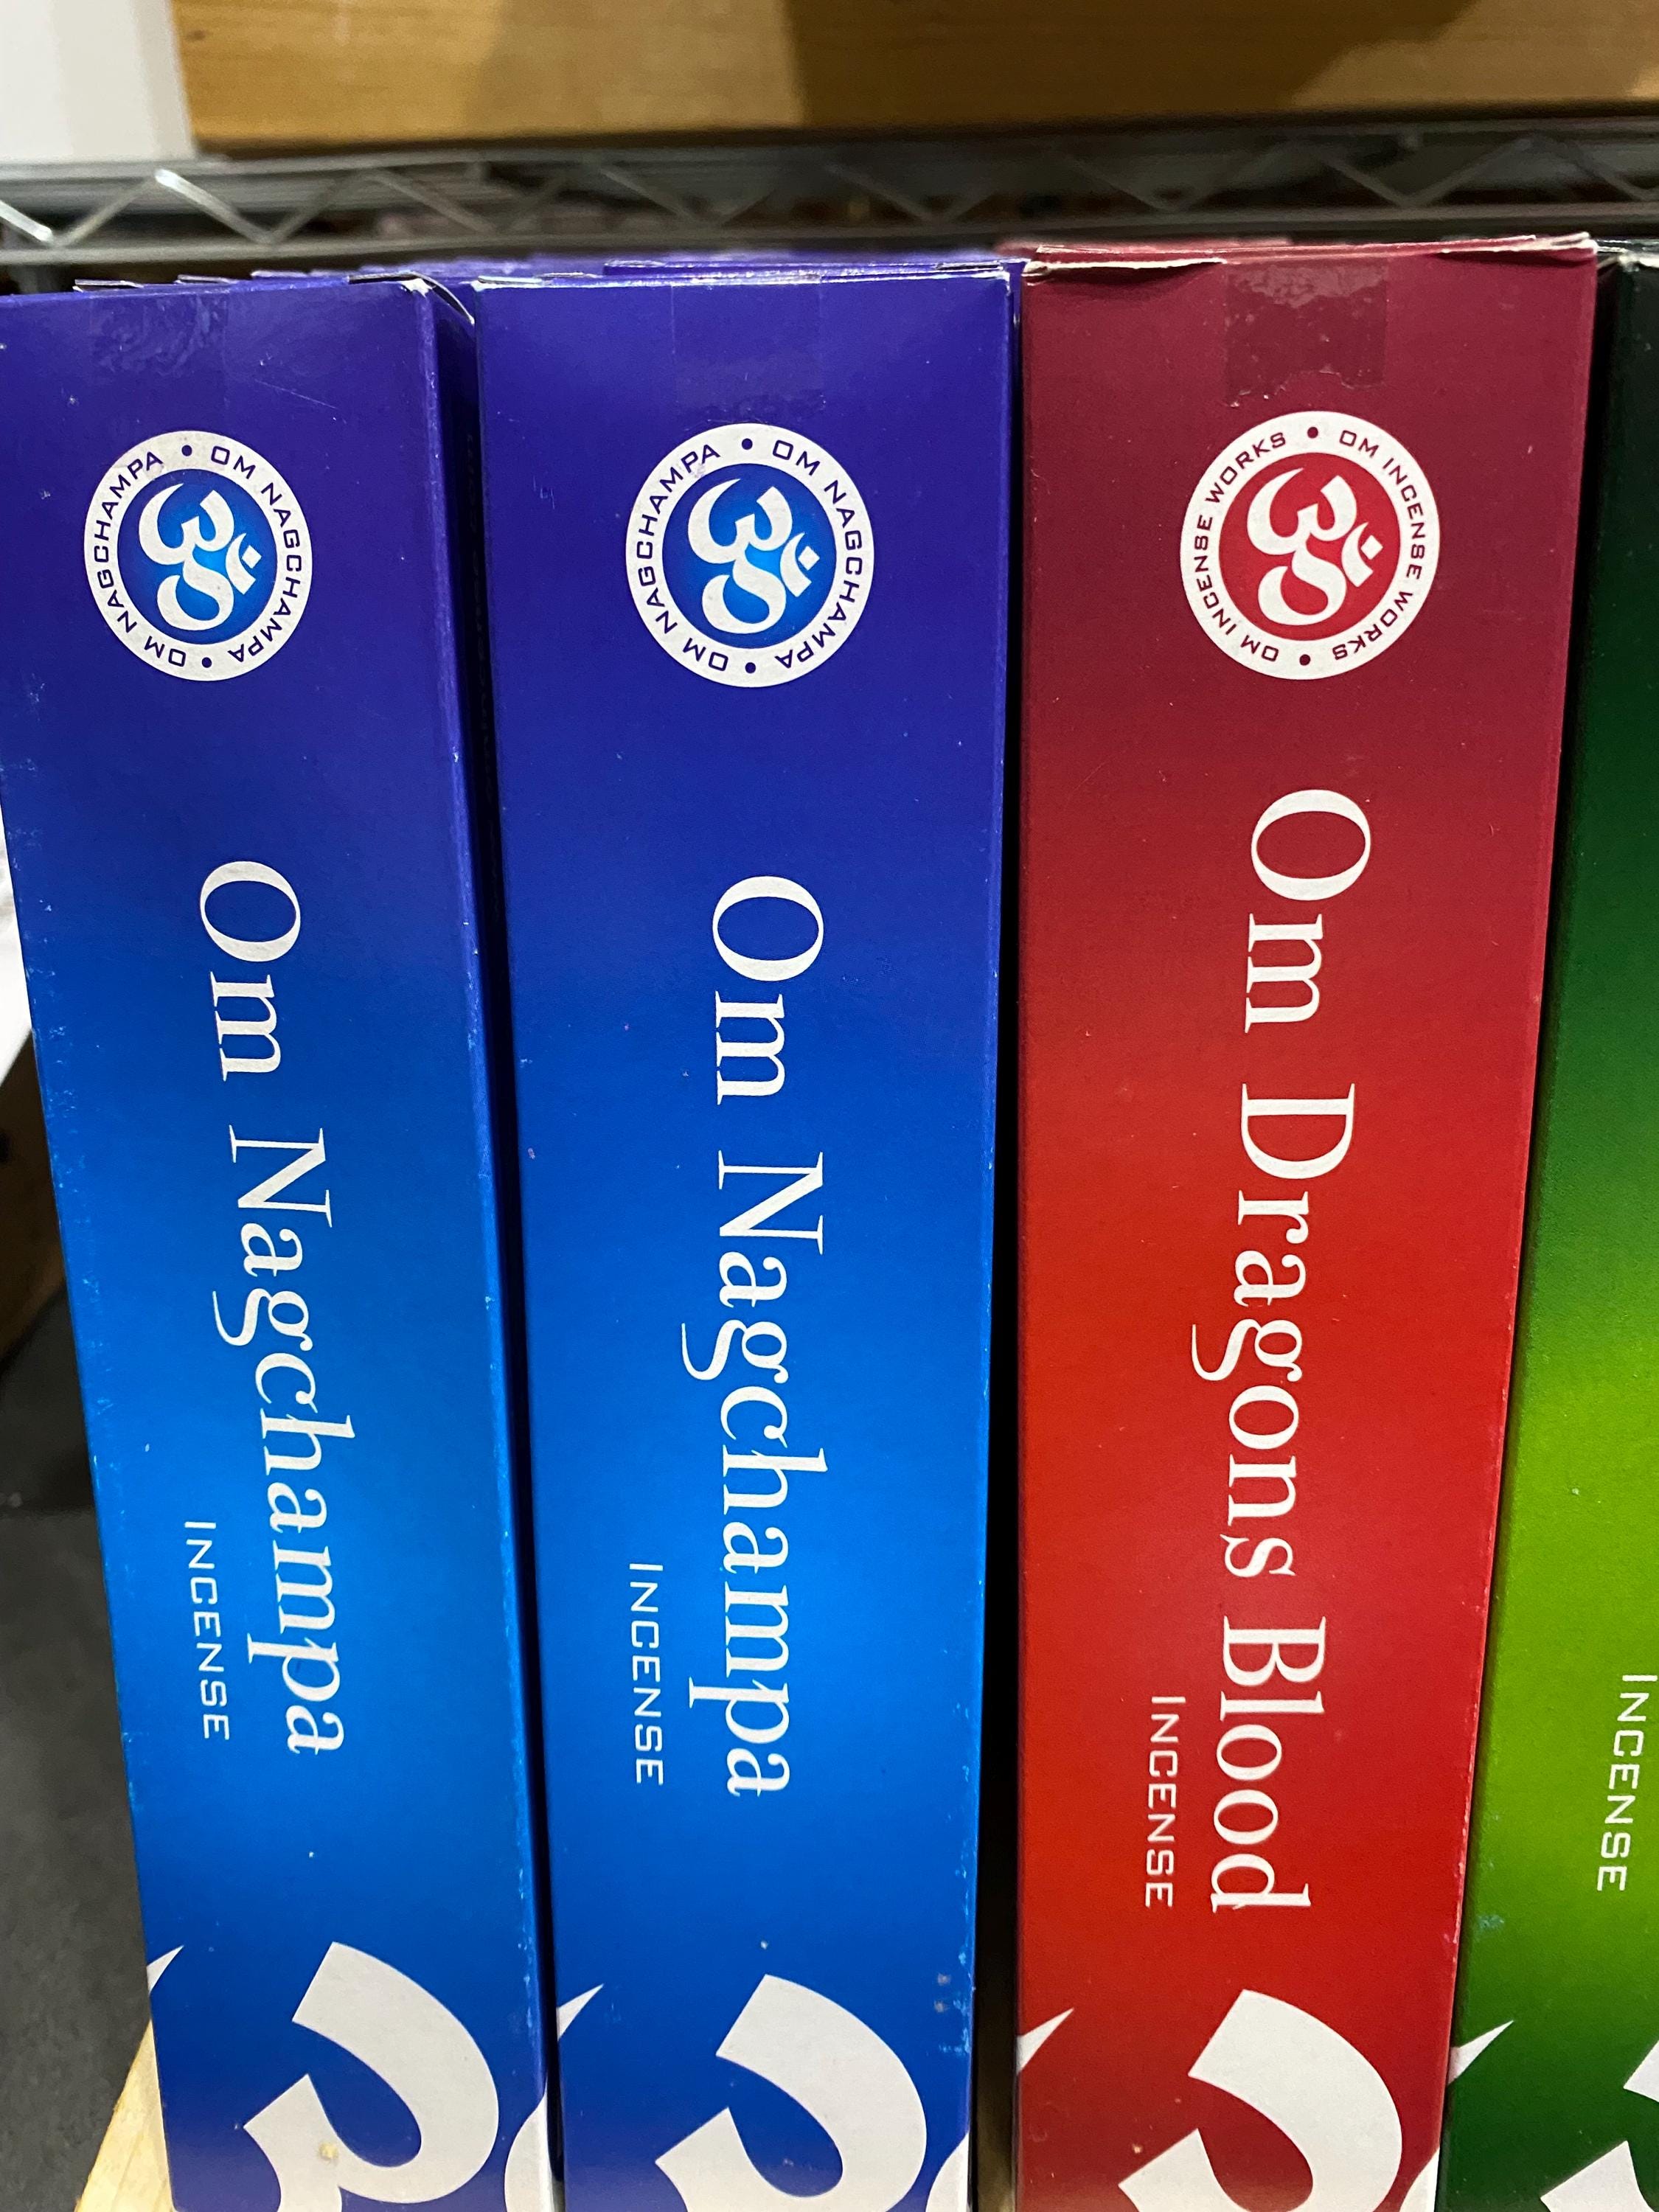 OM NAGCHAMPA • OM NAGCHAMPA •
ॐ
Om Nagchampa
INCENSE
OM NAGCHAMPA • OM NAGCHAMPA •
ॐ
Om Nagchampa
INCENSE
OM INCENSE WORKS • OM INCENSE WORKS •
ॐ
Om Dragons Blood
INCENSE
INCENSE